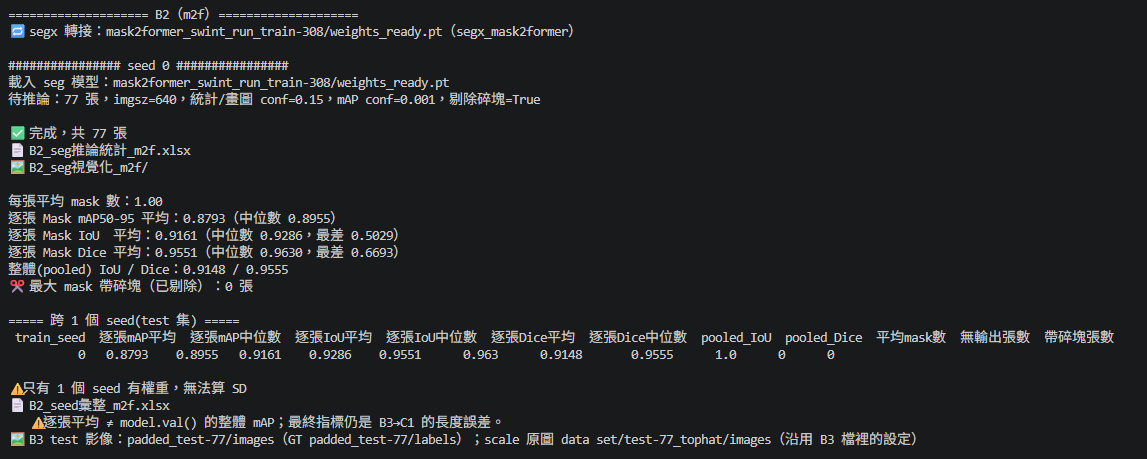 ==================== B2（m2f）====================
🔁 segx 轉接：mask2former_swint_run_train-308/weights_ready.pt（segx_mask2former）
################ seed 0 ################
載入 seg 模型：mask2former_swint_run_train-308/weights_ready.pt
待推論：77 張，imgsz=640，統計/畫圖 conf=0.15，mAP conf=0.001，剔除碎塊=True
✅ 完成，共 77 張
📄 B2_seg推論統計_m2f.xlsx
🖼️ B2_seg視覺化_m2f/
每張平均 mask 數：1.00
逐張 Mask mAP50-95 平均：0.8793（中位數 0.8955）
逐張 Mask IoU  平均：0.9161（中位數 0.9286，最差 0.5029）
逐張 Mask Dice 平均：0.9551（中位數 0.9630，最差 0.6693）
整體(pooled) IoU / Dice：0.9148 / 0.9555
✂️ 最大 mask 帶碎塊（已剔除）：0 張
===== 跨 1 個 seed(test 集) =====
train_seed 逐張mAP平均 逐張mAP中位數 逐張IoU平均 逐張IoU中位數 逐張Dice平均 逐張Dice中位數 pooled_IoU pooled_Dice 平均mask數 無輸出張數 帶碎塊張數
0 0.8793 0.8955 0.9161 0.9286 0.9551 0.963 0.9148 0.9555 1.0 0 0
⚠️只有 1 個 seed 有權重，無法算 SD
📄 B2_seed彙整_m2f.xlsx
⚠️逐張平均 ≠ model.val() 的整體 mAP；最終指標仍是 B3→C1 的長度誤差。
🖼️ B3 test 影像：padded_test-77/images（GT padded_test-77/labels）；scale 原圖 data set/test-77_tophat/images（沿用 B3 檔裡的設定）